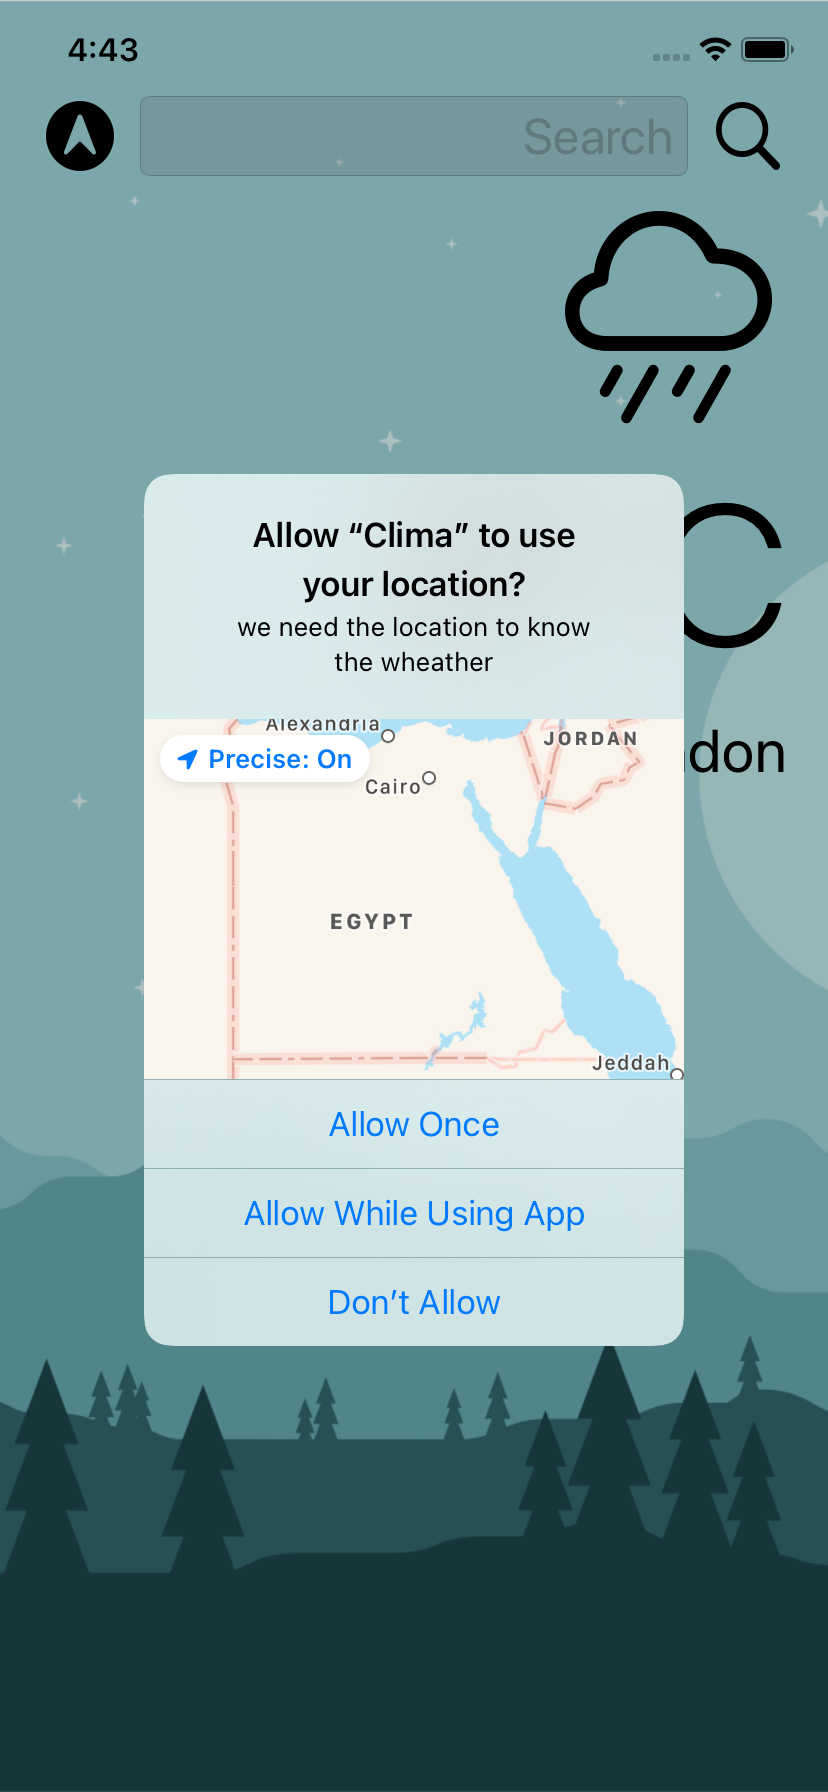 4:43
Search
C
Allow “Clima” to use
your location?
we need the location to know
the wheather
don
Alexandria
JORDAN
Precise: On
Cairo
EGYPT
Jeddah
Allow Once
Allow While Using App
Don’t Allow